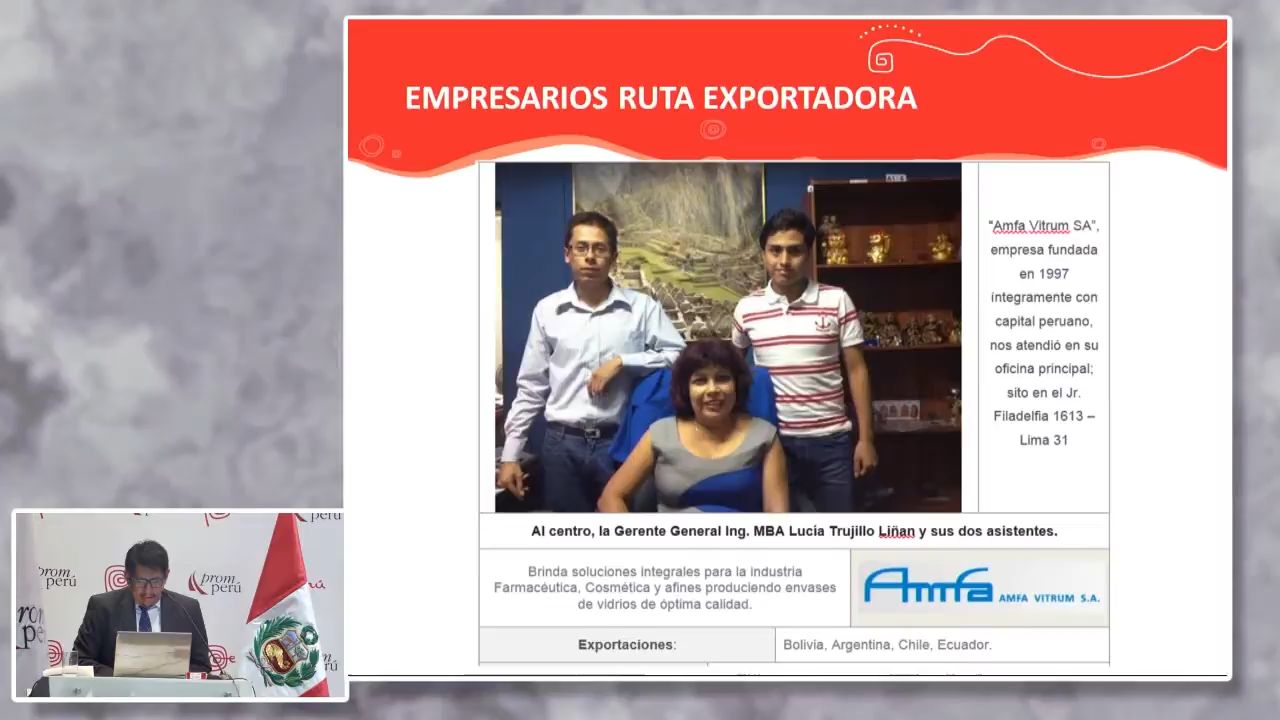 EMPRESARIOS RUTA EXPORTADORA
“Amfa Vitrum SA”,
empresa fundada
en 1997
íntegramente con
capital peruano,
nos atendió en su
oficina principal;
sito en el Jr.
Filadelfia 1613 –
Lima 31
Al centro, la Gerente General Ing. MBA Lucía Trujillo Liñan y sus dos asistentes.
Brinda soluciones integrales para la industria
Farmacéutica, Cosmética y afines produciendo envases
de vidrios de óptima calidad.
Amfa
AMFA VITRUM S.A.
Exportaciones:
Bolivia, Argentina, Chile, Ecuador.
prom
perú
prom
perú
perú